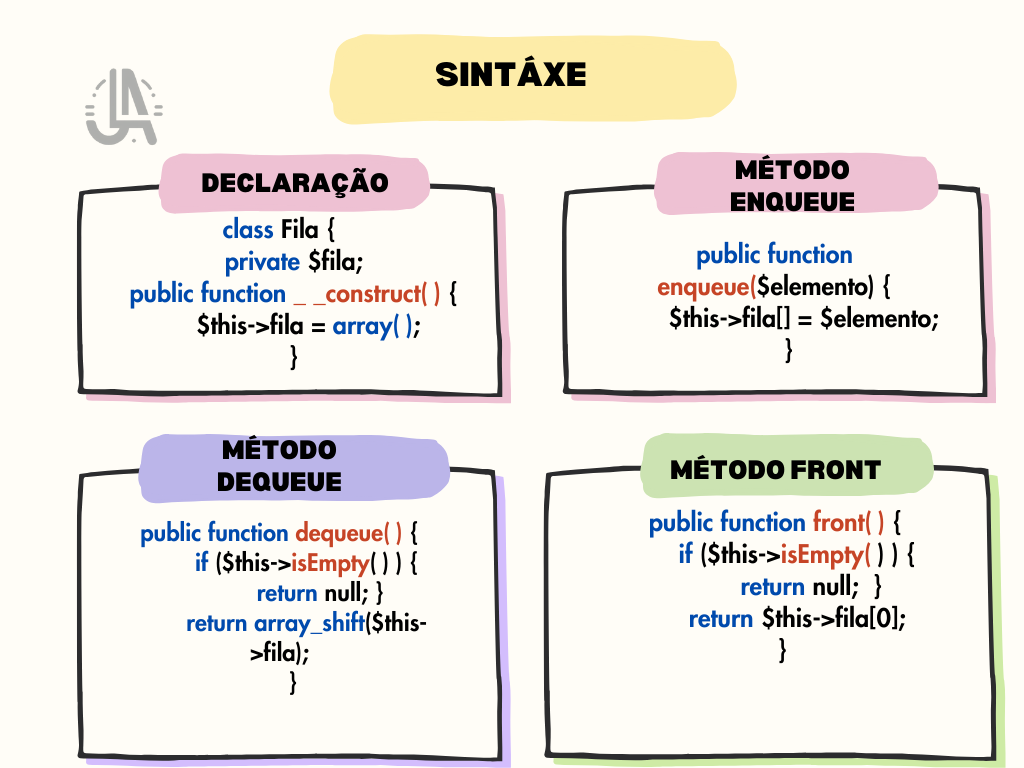 SINTÁXE
JLA
DECLARAÇÃO
class Fila {
private $fila;
public function _ _construct( ) {
$this->fila = array( );
}
MÉTODO
ENQUEUE
public function
enqueue($elemento) {
$this->fila[] = $elemento;
}
MÉTODO
DEQUEUE
public function dequeue( ) {
if ($this->isEmpty( ) ) {
return null; }
return array_shift($this-
>fila);
}
MÉTODO FRONT
public function front( ) {
if ($this->isEmpty( ) ) {
return null;  }
return $this->fila[0];
}